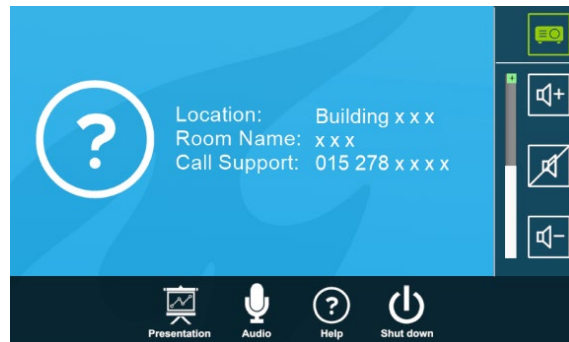 Location: Building x x x
Room Name: x x x
Call Support: 015 278 x x x x
Presentation Audio Help Shut down